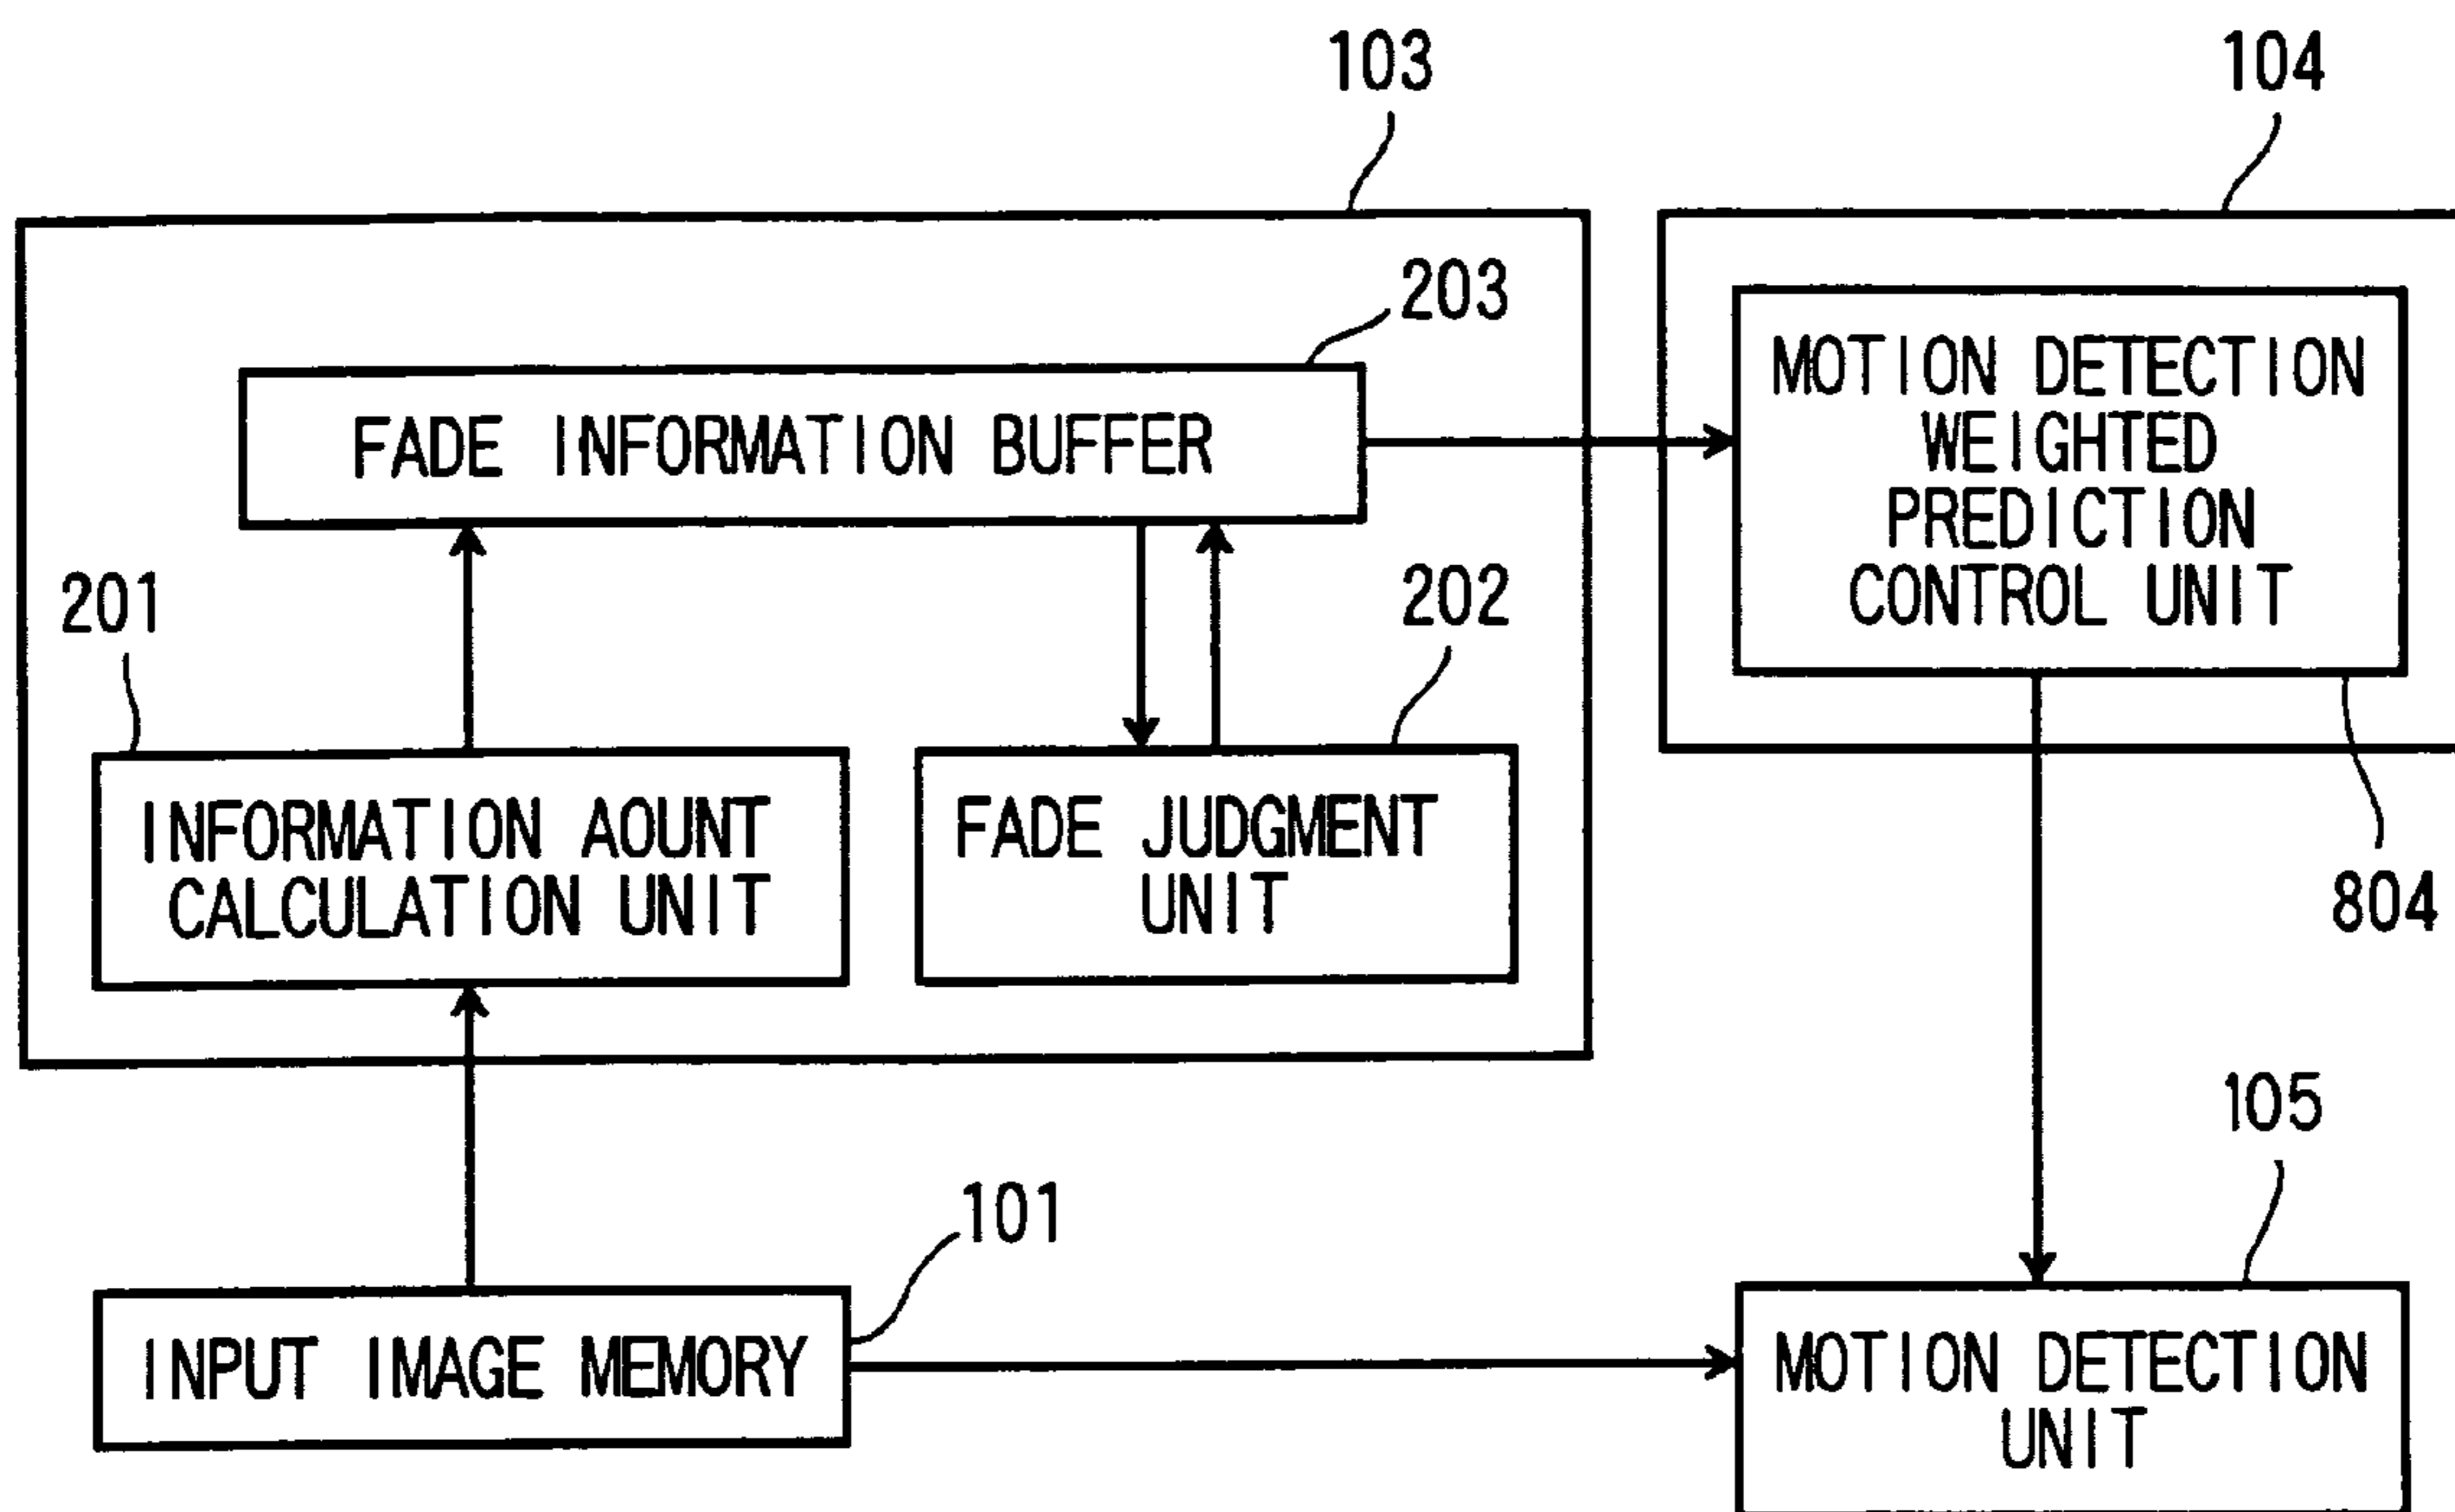 103
104
203
FADE INFORMATION BUFFER
MOTION DETECTION
WEIGHTED
PREDICTION
CONTROL UNIT
201
202
INFORMATION AOUNT
CALCULATION UNIT
FADE JUDGMENT
UNIT
804
105
101
INPUT IMAGE MEMORY
MOTION DETECTION
UNIT